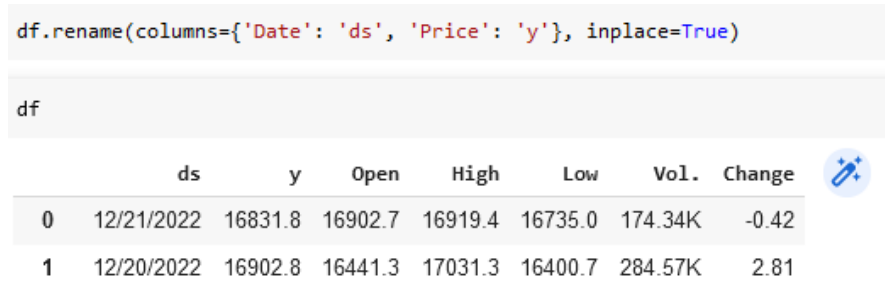 df.rename(columns={'Date': 'ds', 'Price': 'y'}, inplace=True)
df
ds y Open High Low Vol. Change
0 12/21/2022 16831.8 16902.7 16919.4 16735.0 174.34K -0.42
1 12/20/2022 16902.8 16441.3 17031.3 16400.7 284.57K 2.81